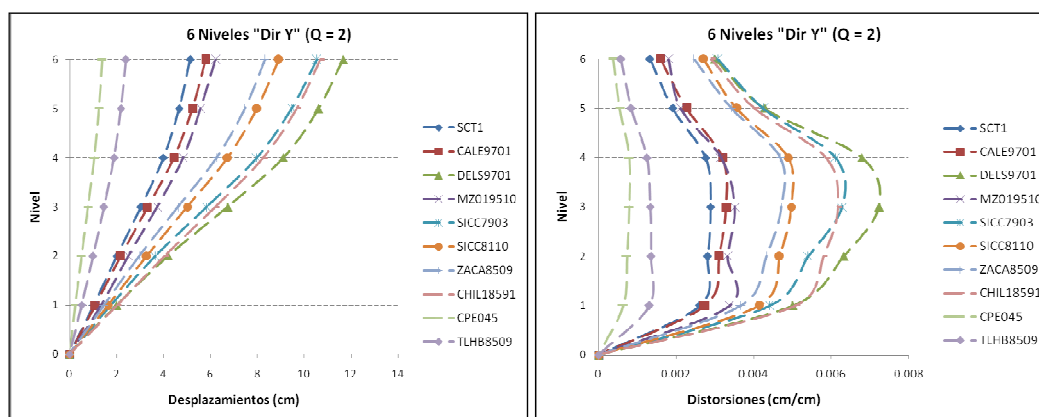 6 Niveles "Dir Y" (Q = 2)
Nivel
6
5
4
3
2
1
0
0 2 4 6 8 10 12 14
Desplazamientos (cm)
SCT1
CALE9701
DELS9701
MZ019510
SICC7903
SICC8110
ZACA8509
CHIL18591
CPE045
TLHB8509
6 Niveles "Dir Y" (Q = 2)
Nivel
6
5
4
3
2
1
0
0 0.002 0.004 0.006 0.008
Distorsiones (cm/cm)
SCT1
CALE9701
DELS9701
MZ019510
SICC7903
SICC8110
ZACA8509
CHIL18591
CPE045
TLHB8509